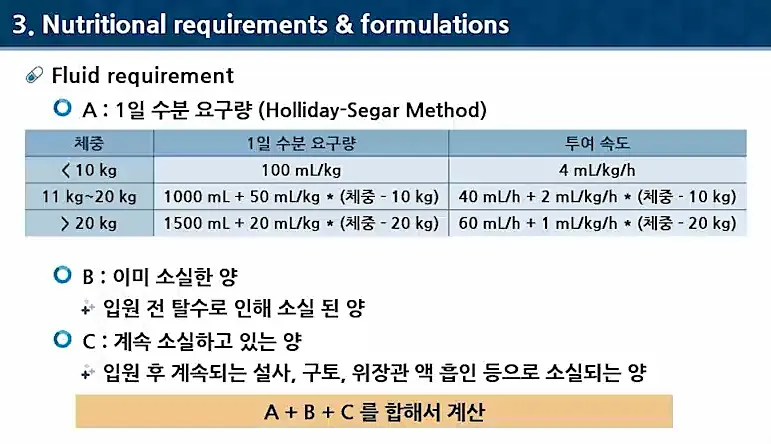 3. Nutritional requirements & formulations
Fluid requirement
A : 1일 수분 요구량 (Holliday-Segar Method)
체중 1일 수분 요구량 투여 속도
< 10 kg 100 mL/kg 4 mL/kg/h
11 kg~20 kg 1000 mL + 50 mL/kg * (체중 - 10 kg) 40 mL/h + 2 mL/kg/h * (체중 - 10 kg)
> 20 kg 1500 mL + 20 mL/kg * (체중 - 20 kg) 60 mL/h + 1 mL/kg/h * (체중 - 20 kg)
B : 이미 소실한 양
입원 전 탈수로 인해 소실 된 양
C : 계속 소실하고 있는 양
입원 후 계속되는 설사, 구토, 위장관 액 흡인 등으로 소실되는 양
A + B + C 를 합해서 계산